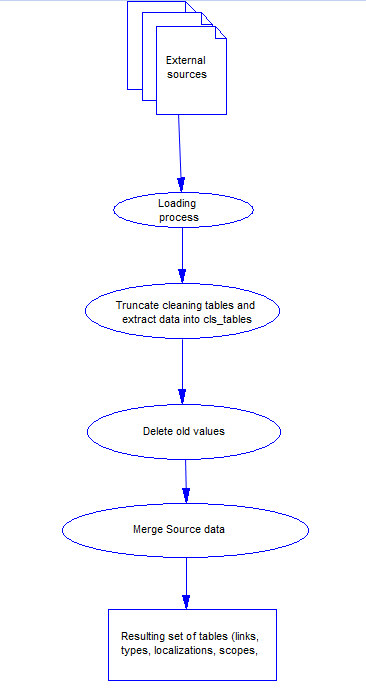 External
sources
Loading
process
Truncate cleaning tables and
extract data into cls_tables
Delete old values
Merge Source data
Resulting set of tables (links,
types, localizations, scopes,